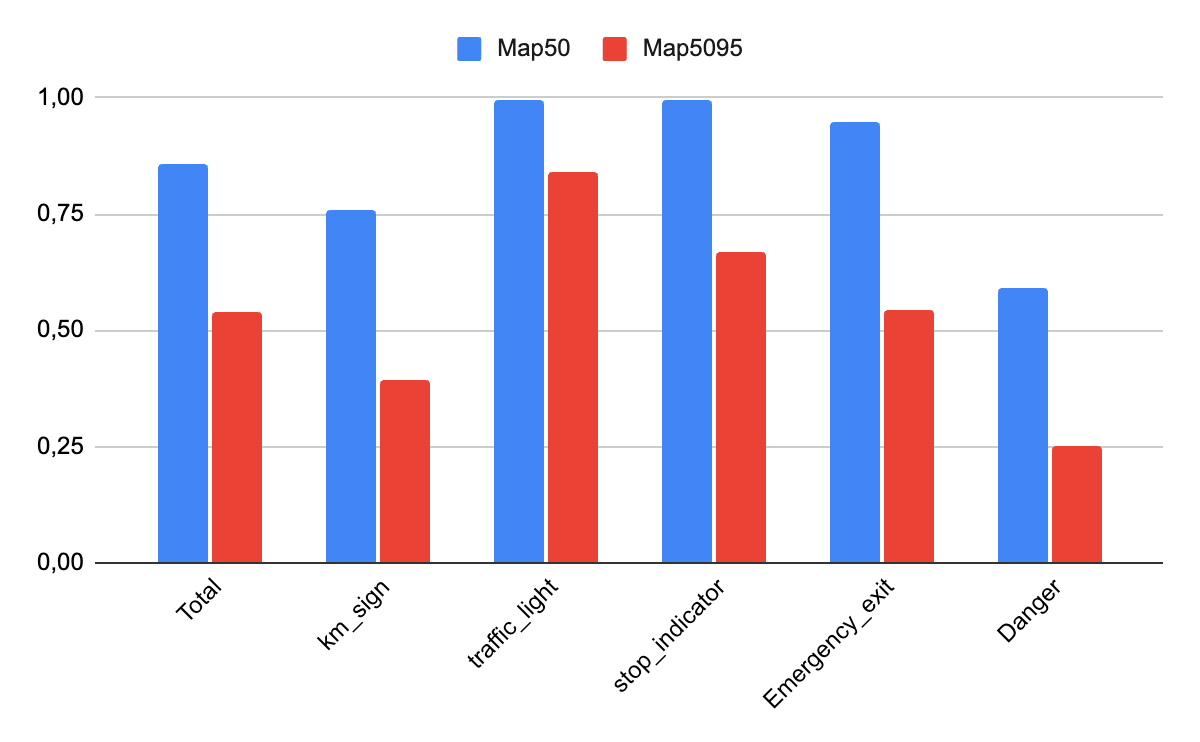 Map50 Map5095
1,00
0,75
0,50
0,25
0,00
Total
km_sign
traffic_light
stop_indicator
Emergency_exit
Danger